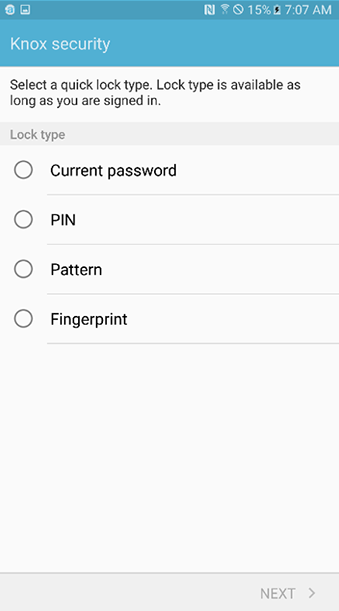 15% 7:07 AM
Knox security
Select a quick lock type. Lock type is available as
long as you are signed in.
Lock type
Current password
PIN
Pattern
Fingerprint
NEXT